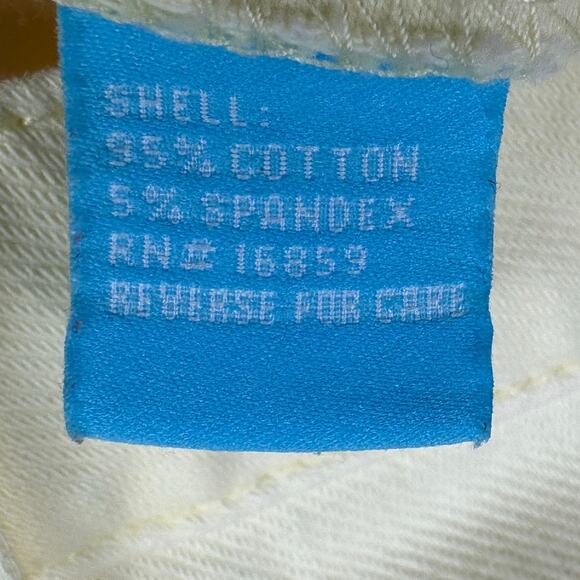 SHELL:
95% COTTON
5% SPANDEX
RN# 16859
REVERSE FOR CARE